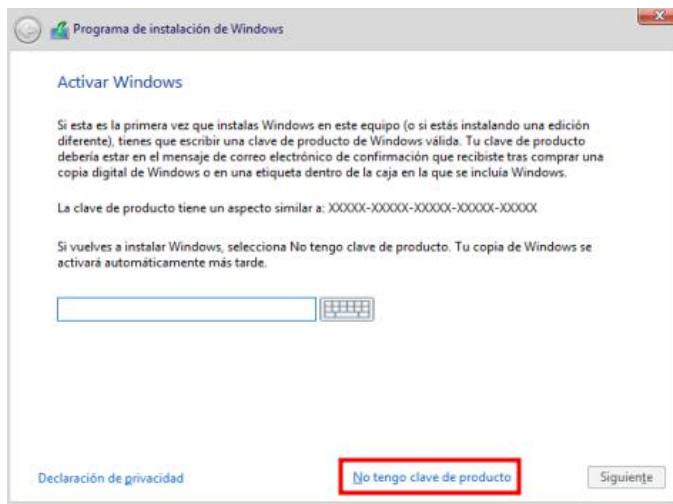 Programa de instalación de Windows
Activar Windows
Si esta es la primera vez que instalas Windows en este equipo (o si estás instalando una edición
diferente), tienes que escribir una clave de producto de Windows válida. Tu clave de producto
debería estar en el mensaje de correo electrónico de confirmación que recibiste tras comprar una
copia digital de Windows o en una etiqueta dentro de la caja en la que se incluía Windows.
La clave de producto tiene un aspecto similar a: XXXXX-XXXXX-XXXXX-XXXXX-XXXXX
Si vuelves a instalar Windows, selecciona No tengo clave de producto. Tu copia de Windows se
activará automáticamente más tarde.
Declaración de privacidad
No tengo clave de producto
Siguiente